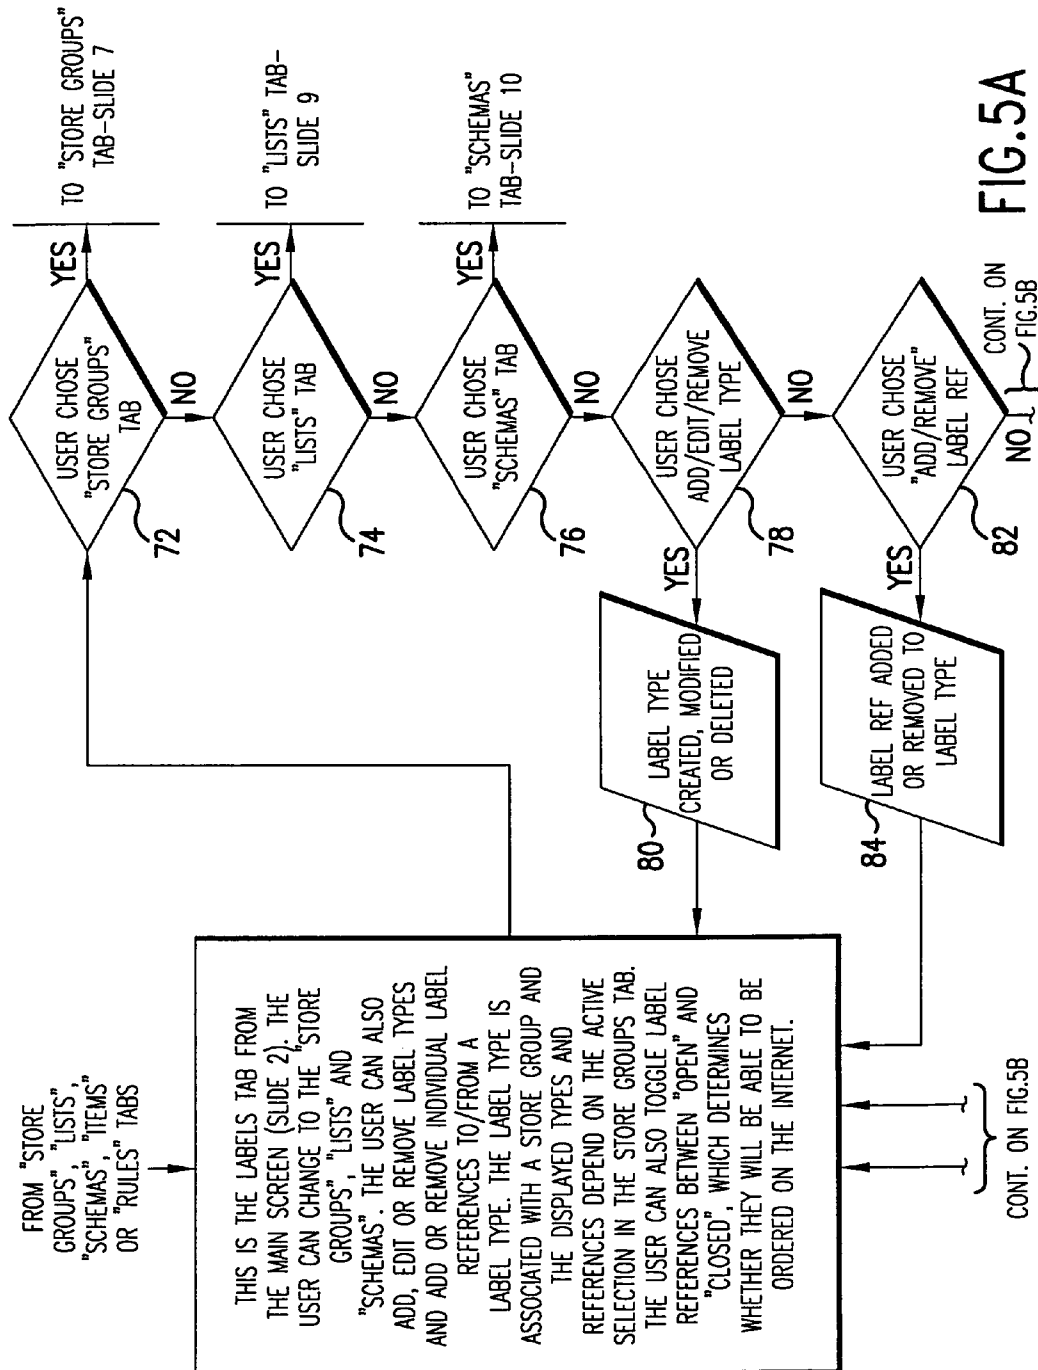 FROM "STORE
GROUPS", "LISTS",
"SCHEMAS", "ITEMS"
OR "RULES" TABS
THIS IS THE LABELS TAB FROM
THE MAIN SCREEN (SLIDE 2). THE
USER CAN CHANGE TO THE "STORE
GROUPS", "LISTS" AND
"SCHEMAS". THE USER CAN ALSO
ADD, EDIT OR REMOVE LABEL TYPES
AND ADD OR REMOVE INDIVIDUAL LABEL
REFERENCES TO/FROM A
LABEL TYPE. THE LABEL TYPE IS
ASSOCIATED WITH A STORE GROUP AND
THE DISPLAYED TYPES AND
REFERENCES DEPEND ON THE ACTIVE
SELECTION IN THE STORE GROUPS TAB.
THE USER CAN ALSO TOGGLE LABEL
REFERENCES BETWEEN "OPEN" AND
"CLOSED", WHICH DETERMINES
WHETHER THEY WILL BE ABLE TO BE
ORDERED ON THE INTERNET.
CONT. ON FIG.5B
USER CHOSE
"STORE GROUPS"
TAB
72
YES
TO "STORE GROUPS"
TAB-SLIDE 7
NO
USER CHOSE
"LISTS" TAB
74
YES
TO "LISTS" TAB-
SLIDE 9
NO
USER CHOSE
"SCHEMAS" TAB
76
YES
TO "SCHEMAS"
TAB-SLIDE 10
NO
USER CHOSE
ADD/EDIT/REMOVE
LABEL TYPE
78
YES
LABEL TYPE
CREATED, MODIFIED
OR DELETED
80
NO
USER CHOSE
"ADD/REMOVE"
LABEL REF
82
YES
LABEL REF ADDED
OR REMOVED TO
LABEL TYPE
84
NO
CONT. ON
FIG.5B
FIG.5A